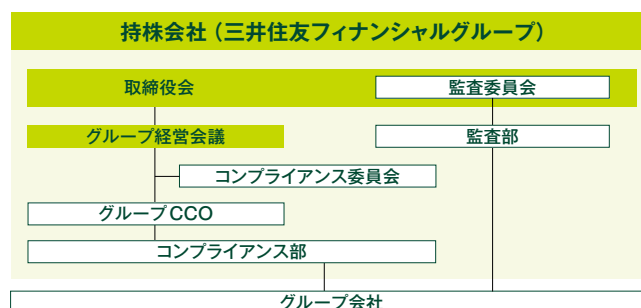 持株会社（三井住友フィナンシャルグループ）
取締役会
監査委員会
グループ経営会議
監査部
コンプライアンス委員会
グループCCO
コンプライアンス部
グループ会社